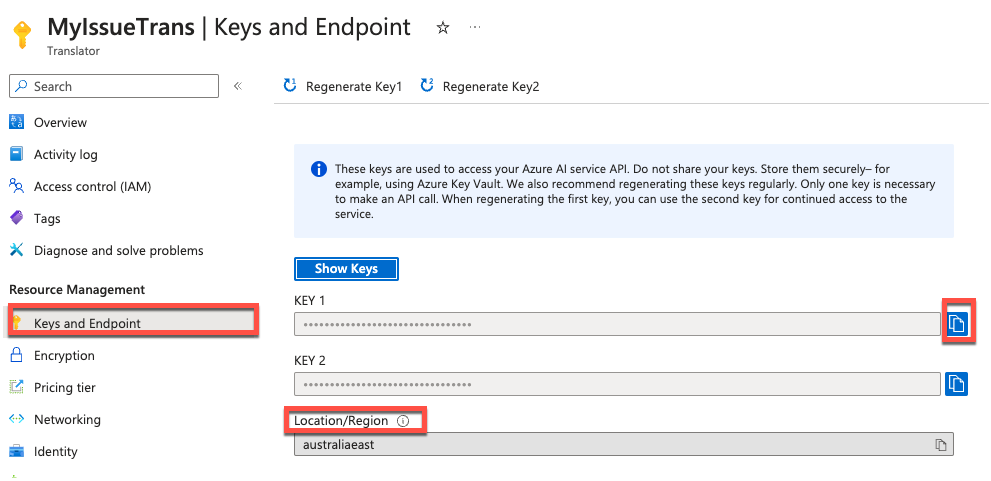 MyIssueTrans | Keys and Endpoint
Translator
Search
Regenerate Key1
Regenerate Key2
Overview
Activity log
Access control (IAM)
Tags
Diagnose and solve problems
Resource Management
Keys and Endpoint
Encryption
Pricing tier
Networking
Identity
These keys are used to access your Azure AI service API. Do not share your keys. Store them securely– for
example, using Azure Key Vault. We also recommend regenerating these keys regularly. Only one key is necessary
to make an API call. When regenerating the first key, you can use the second key for continued access to the
service.
Show Keys
KEY 1
••••••••••••••••••••••••••••••••
KEY 2
••••••••••••••••••••••••••••••••
Location/Region
australiaeast